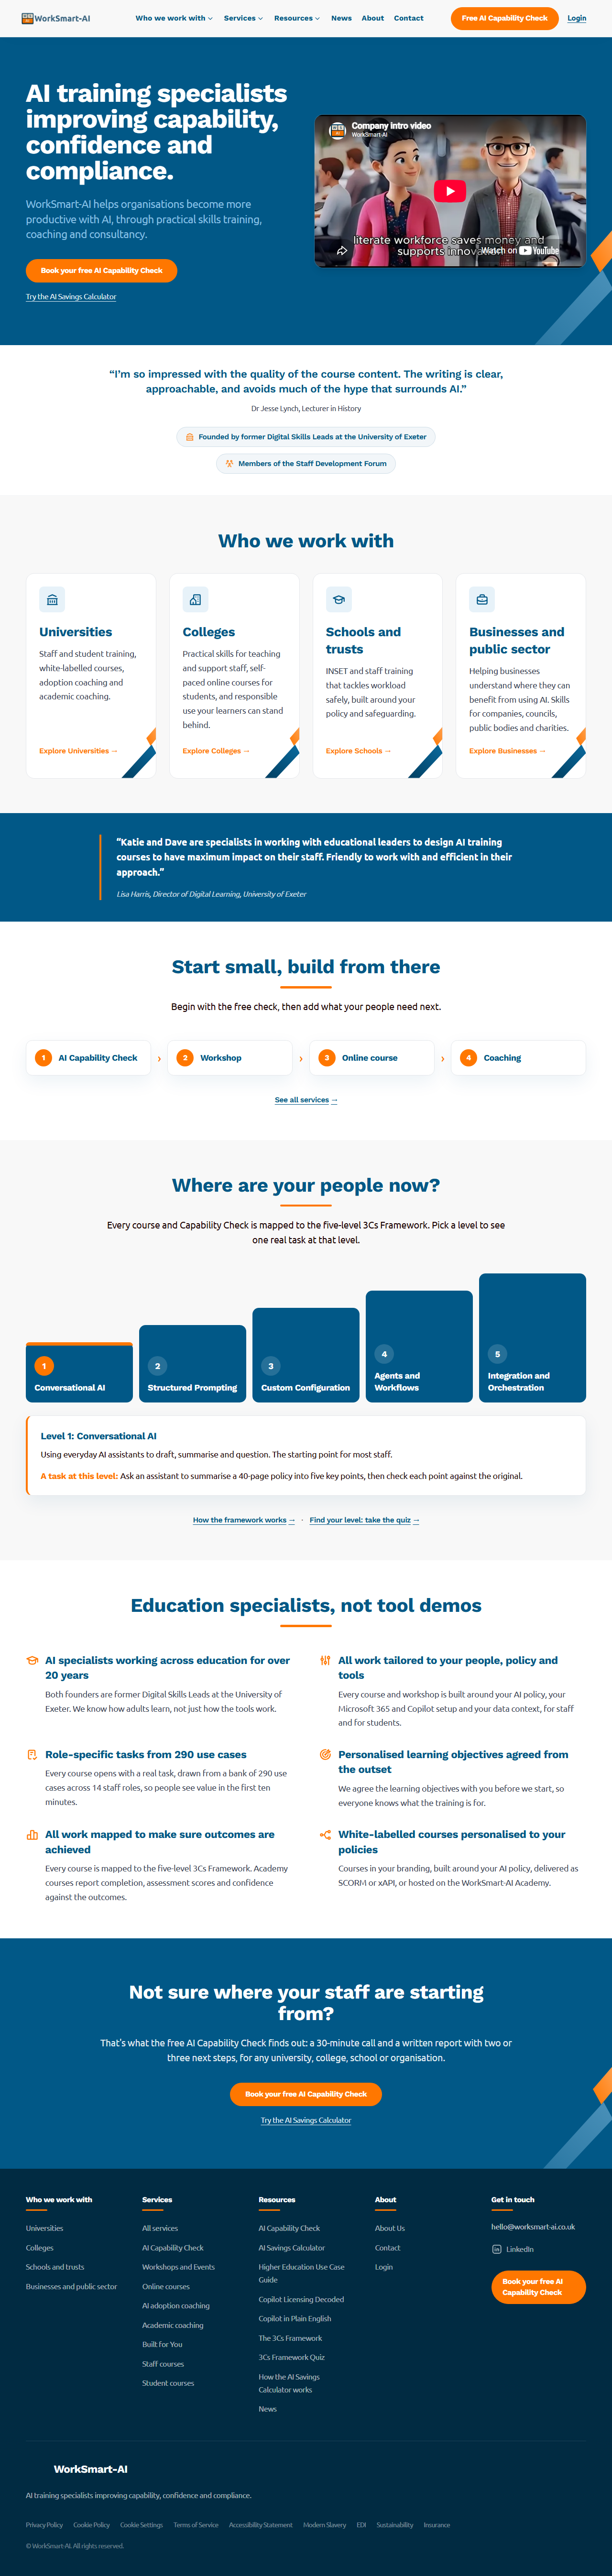 WorkSmart-AI
Who we work with
Services
Resources
News
About
Contact
Free AI Capability Check
Login
AI training specialists
improving capability,
confidence and
compliance.
WorkSmart-AI helps organisations become more
productive with AI, through practical skills training,
coaching and consultancy.
Book your free AI Capability Check
Try the AI Savings Calculator
Company intro video
WorkSmart-AI
literate workforce saves money and
supports innovation
Watch on YouTube
“I’m so impressed with the quality of the course content. The writing is clear,
approachable, and avoids much of the hype that surrounds AI.”
Dr Jesse Lynch, Lecturer in History
Founded by former Digital Skills Leads at the University of Exeter
Members of the Staff Development Forum
Who we work with
Universities
Staff and student training,
white-labelled courses,
adoption coaching and
academic coaching.
Explore Universities →
Colleges
Practical skills for teaching
and support staff, self-
paced online courses for
students, and responsible
use your learners can stand
behind.
Explore Colleges →
Schools and
trusts
INSET and staff training
that tackles workload
safely, built around your
policy and safeguarding.
Explore Schools →
Businesses and
public sector
Helping businesses
understand where they can
benefit from using AI. Skills
for companies, councils,
public bodies and charities.
Explore Businesses →
“Katie and Dave are specialists in working with educational leaders to design AI training
courses to have maximum impact on their staff. Friendly to work with and efficient in their
approach.”
Lisa Harris, Director of Digital Learning, University of Exeter
Start small, build from there
Begin with the free check, then add what your people need next.
1 AI Capability Check ›
2 Workshop ›
3 Online course ›
4 Coaching
See all services →
Where are your people now?
Every course and Capability Check is mapped to the five-level 3Cs Framework. Pick a level to see
one real task at that level.
1
Conversational AI
2
Structured Prompting
3
Custom Configuration
4
Agents and
Workflows
5
Integration and
Orchestration
Level 1: Conversational AI
Using everyday AI assistants to draft, summarise and question. The starting point for most staff.
A task at this level: Ask an assistant to summarise a 40-page policy into five key points, then check each point against the original.
How the framework works → · Find your level: take the quiz →
Education specialists, not tool demos
AI specialists working across education for over
20 years
Both founders are former Digital Skills Leads at the University of
Exeter. We know how adults learn, not just how the tools work.
All work tailored to your people, policy and
tools
Every course and workshop is built around your AI policy, your
Microsoft 365 and Copilot setup and your data context, for staff
and for students.
Role-specific tasks from 290 use cases
Every course opens with a real task, drawn from a bank of 290 use
cases across 14 staff roles, so people see value in the first ten
minutes.
Personalised learning objectives agreed from
the outset
We agree the learning objectives with you before we start, so
everyone knows what the training is for.
All work mapped to make sure outcomes are
achieved
Every course is mapped to the five-level 3Cs Framework. Academy
courses report completion, assessment scores and confidence
against the outcomes.
White-labelled courses personalised to your
policies
Courses in your branding, built around your AI policy, delivered as
SCORM or xAPI, or hosted on the WorkSmart-AI Academy.
Not sure where your staff are starting
from?
That’s what the free AI Capability Check finds out: a 30-minute call and a written report with two or
three next steps, for any university, college, school or organisation.
Book your free AI Capability Check
Try the AI Savings Calculator
Who we work with
Universities
Colleges
Schools and trusts
Businesses and public sector
Services
All services
AI Capability Check
Workshops and Events
Online courses
AI adoption coaching
Academic coaching
Built for You
Staff courses
Student courses
Resources
AI Capability Check
AI Savings Calculator
Higher Education Use Case
Guide
Copilot Licensing Decoded
Copilot in Plain English
The 3Cs Framework
3Cs Framework Quiz
How the AI Savings
Calculator works
News
About
About Us
Contact
Login
Get in touch
hello@worksmart-ai.co.uk
LinkedIn
Book your free AI
Capability Check
WorkSmart-AI
AI training specialists improving capability, confidence and compliance.
Privacy Policy
Cookie Policy
Cookie Settings
Terms of Service
Accessibility Statement
Modern Slavery
EDI
Sustainability
Insurance
© WorkSmart-AI. All rights reserved.